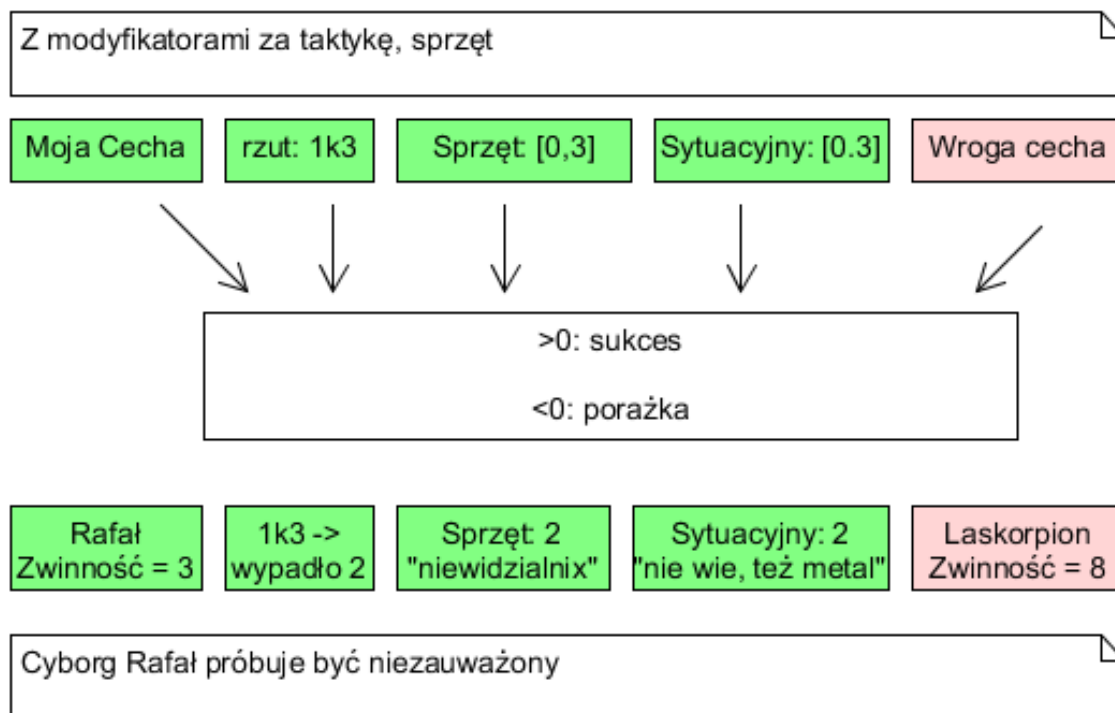 Z modyfikatorami za taktykę, sprzęt
Moja Cecha
rzut: 1k3
Sprzęt: [0,3]
Sytuacyjny: [0.3]
Wroga cecha
>0: sukces
<0: porażka
Rafał
Zwinność = 3
1k3 ->
wypadło 2
Sprzęt: 2
"niewidzialnix"
Sytuacyjny: 2
"nie wie, też metal"
Laskorpion
Zwinność = 8
Cyborg Rafał próbuje być niezauważony